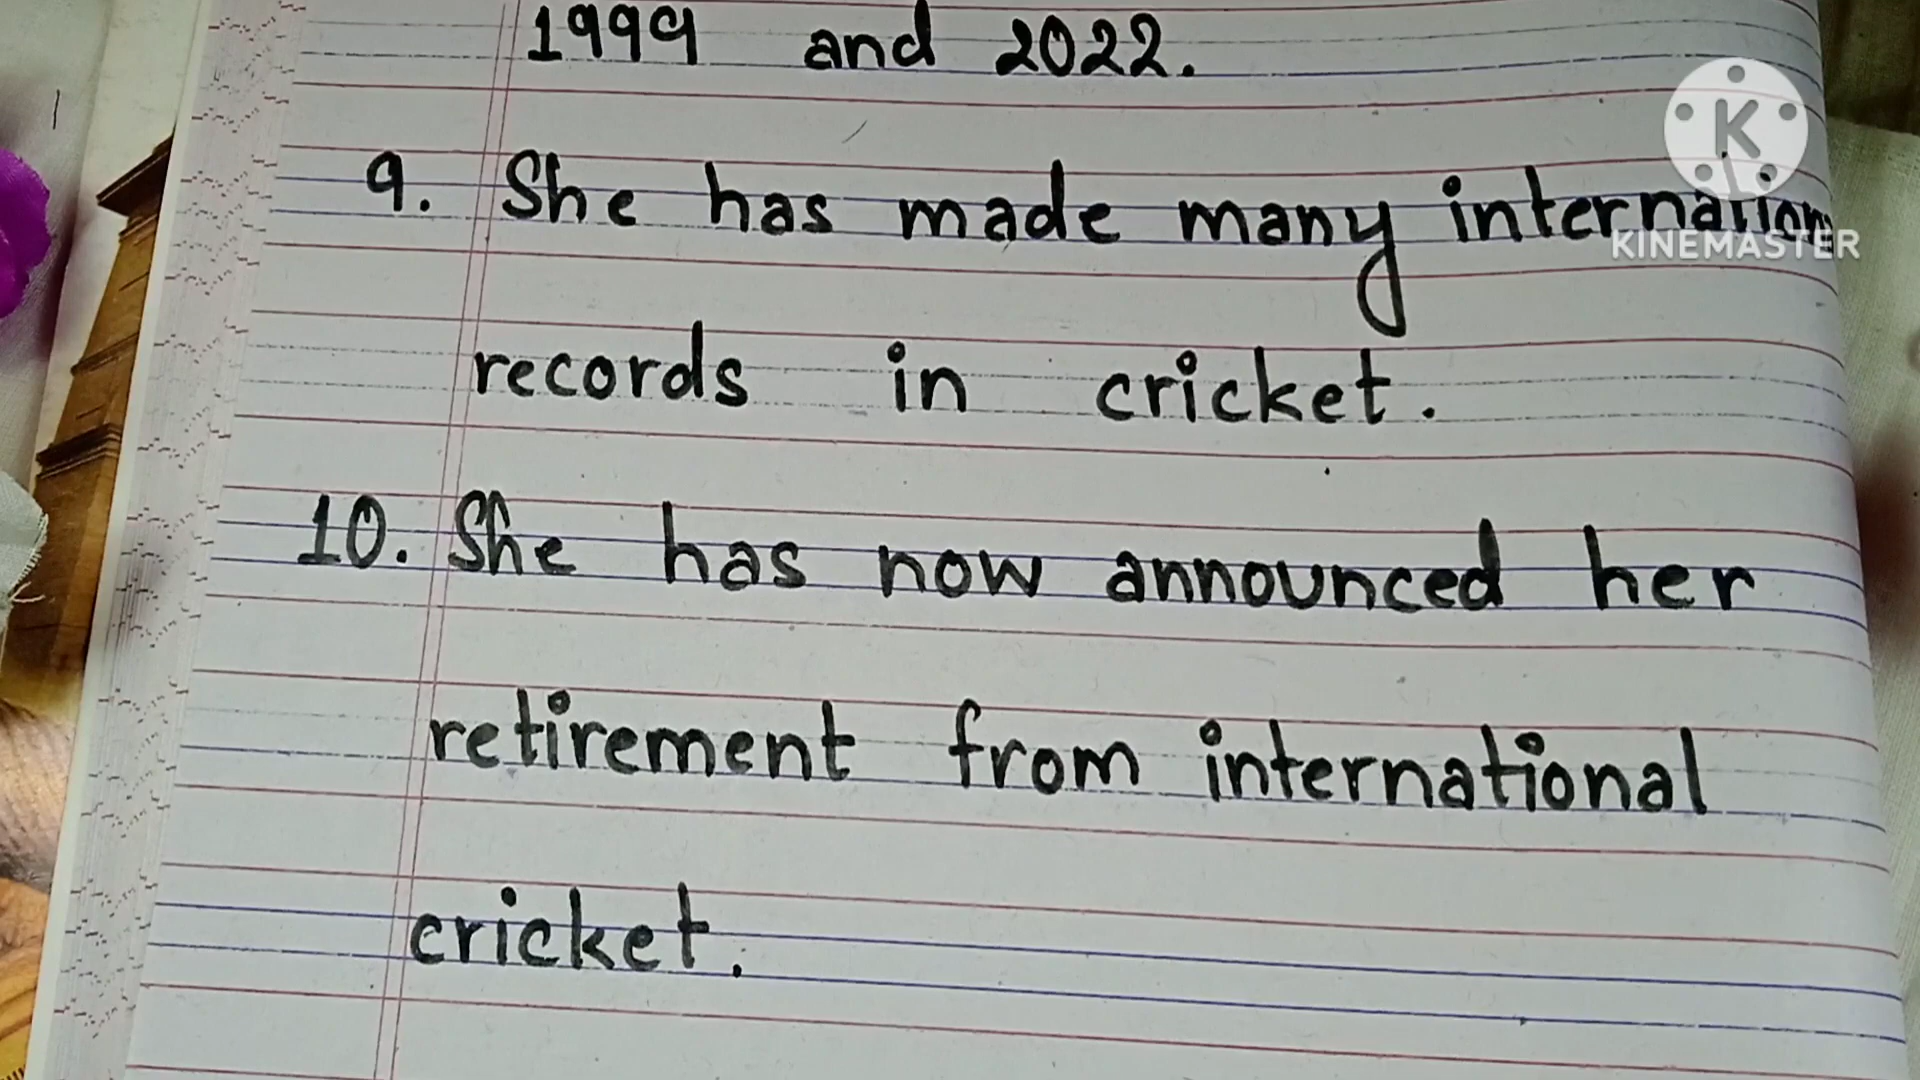 1999 and 2022.
K
9. She has made many internation
KINEMASTER
records in cricket.
10. She has now announced her
retirement from international
cricket.